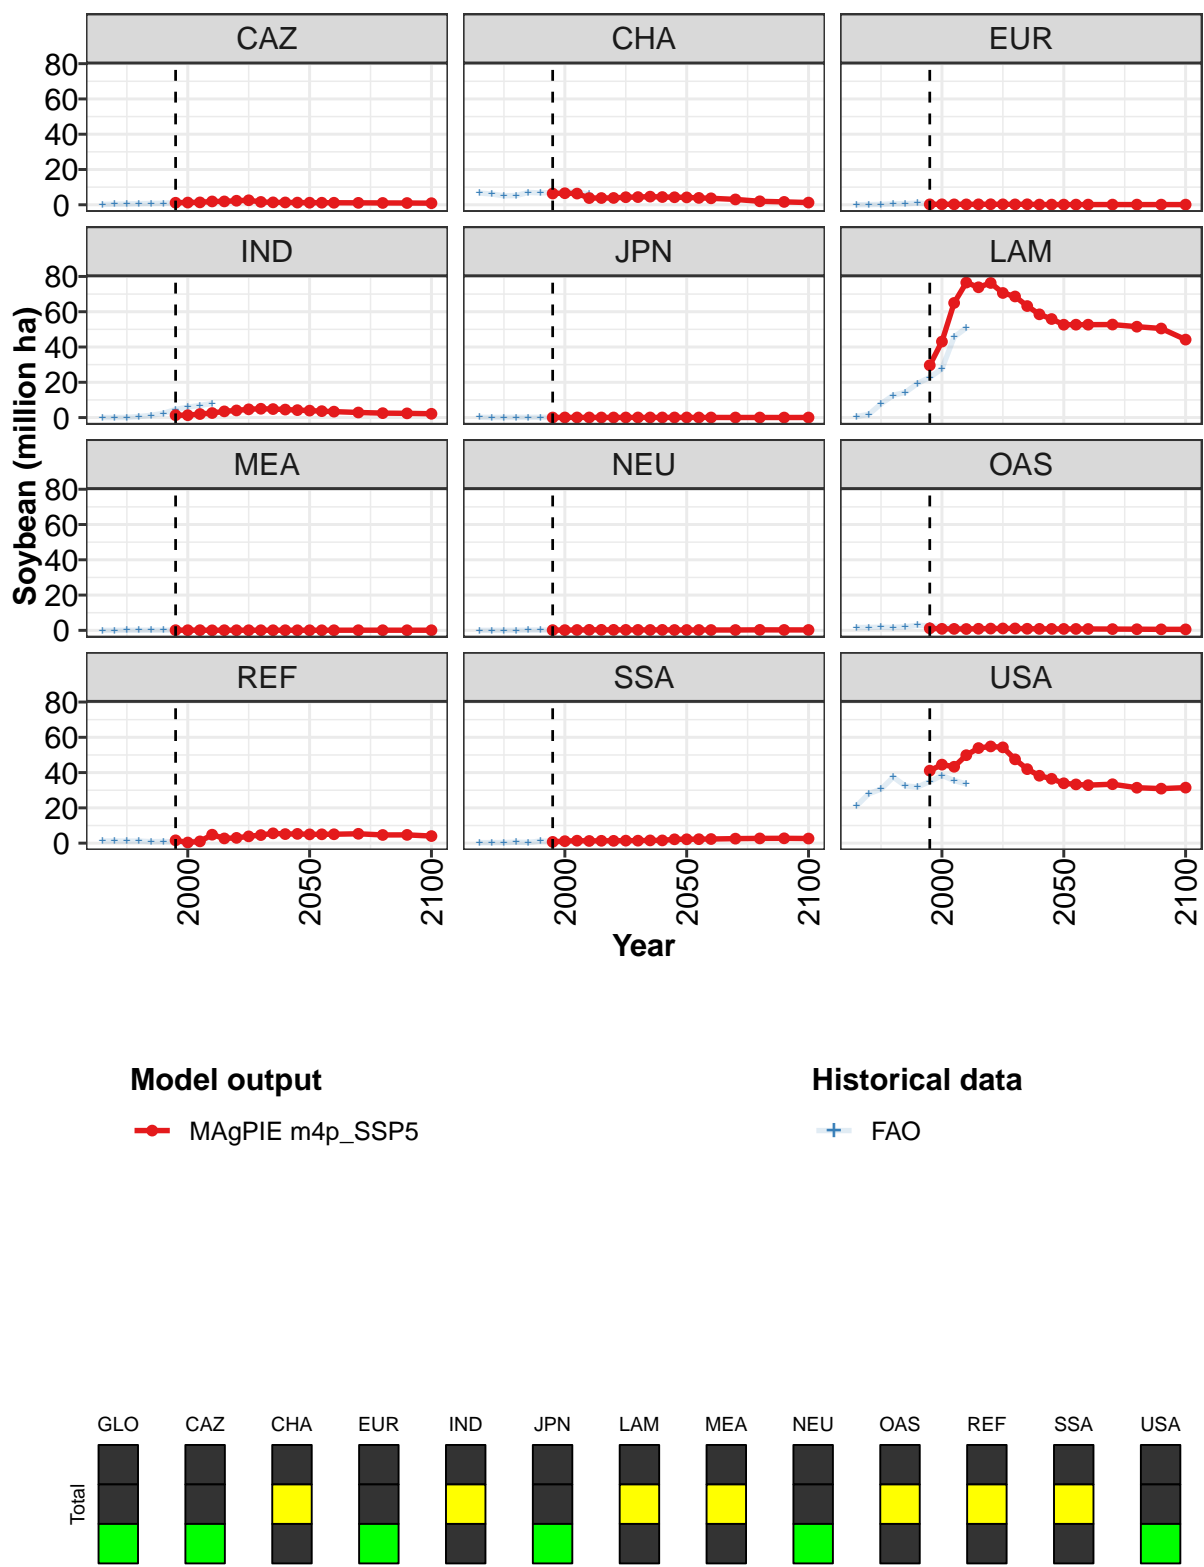 CAZ CHA EUR
80
60
40
20
0
IND JPN LAM
80
60
40
20
0
MEA NEU OAS
80
60
40
20
0
REF SSA USA
80
60
40
20
0
Soybean (million ha)
2000 2050 2100 2000 2050 2100 2000 2050 2100
Year
Model output Historical data
MAgPIE m4p_SSP5 FAO
GLO CAZ CHA EUR IND JPN LAM MEA NEU OAS REF SSA USA
Total